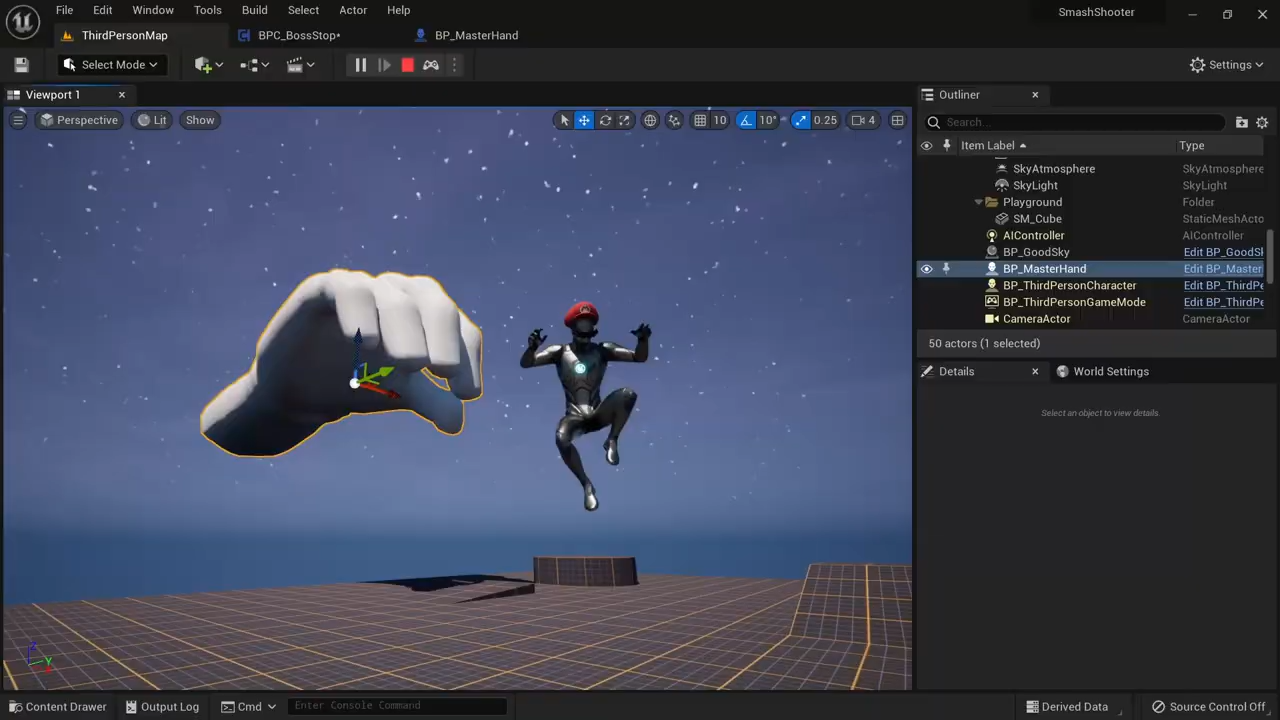 File Edit Window Tools Build Select Actor Help
SmashShooter
ThirdPersonMap
BPC_BossStop*
BP_MasterHand
Select Mode
Settings
Viewport 1
Perspective
Lit
Show
10
10°
0.25
4
Outliner
Search...
Item Label
Type
SkyAtmosphere SkyAtmosphere
SkyLight SkyLight
Playground Folder
SM_Cube StaticMeshActo
AIController AIController
BP_GoodSky Edit BP_GoodSl
BP_MasterHand Edit BP_Master
BP_ThirdPersonCharacter Edit BP_ThirdPe
BP_ThirdPersonGameMode Edit BP_ThirdPe
CameraActor CameraActor
50 actors (1 selected)
Details
World Settings
Select an object to view details.
Z
Y
Content Drawer
Output Log
Cmd
Enter Console Command
Derived Data
Source Control Off